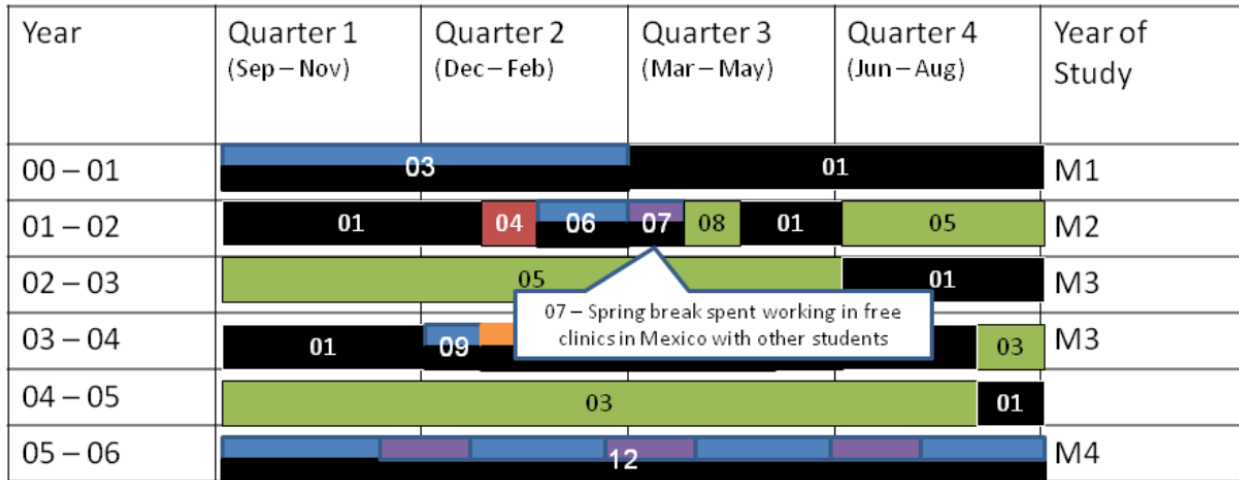 Year Quarter 1 Quarter 2 Quarter 3 Quarter 4 Year of
(Sep – Nov) (Dec – Feb) (Mar – May) (Jun – Aug) Study
00 – 01 03 01 M1
01 – 02 01 04 06 07 08 01 05 M2
02 – 03 05 01 M3
07 – Spring break spent working in free
clinics in Mexico with other students
03 – 04 01 09 03 M3
04 – 05 03 01
05 – 06 12 M4